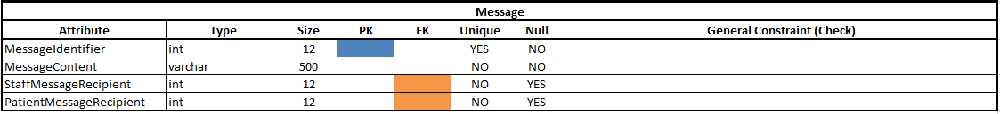 Message
Attribute Type Size PK FK Unique Null General Constraint (Check)
MessageIdentifier int 12 YES NO
MessageContent varchar 500 NO NO
StaffMessageRecipient int 12 NO YES
PatientMessageRecipient int 12 NO YES